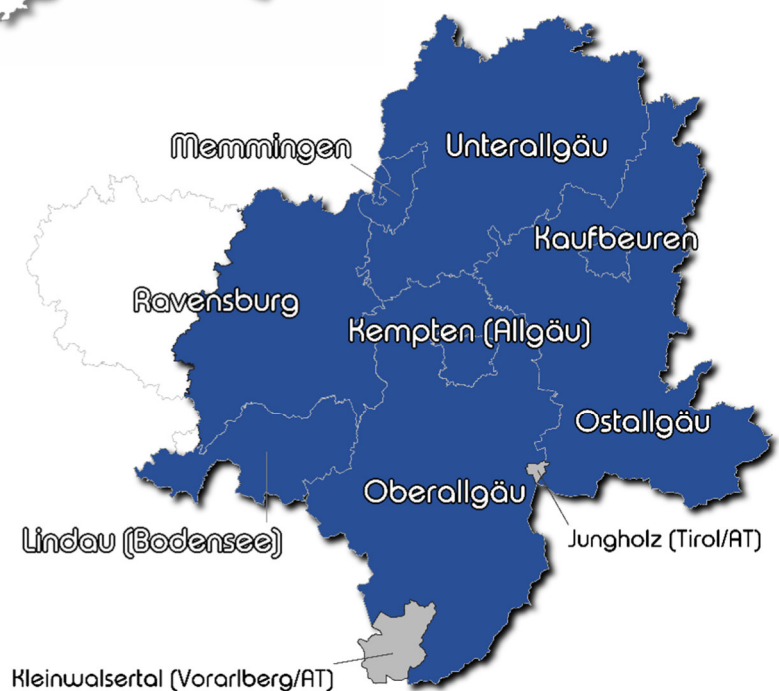 Memmingen
Unterallgäu
Kaufbeuren
Ravensburg
Kempten (Allgäu)
Ostallgäu
Oberallgäu
Lindau (Bodensee)
Jungholz (Tirol/AT)
Kleinwalsertal (Vorarlberg/AT)